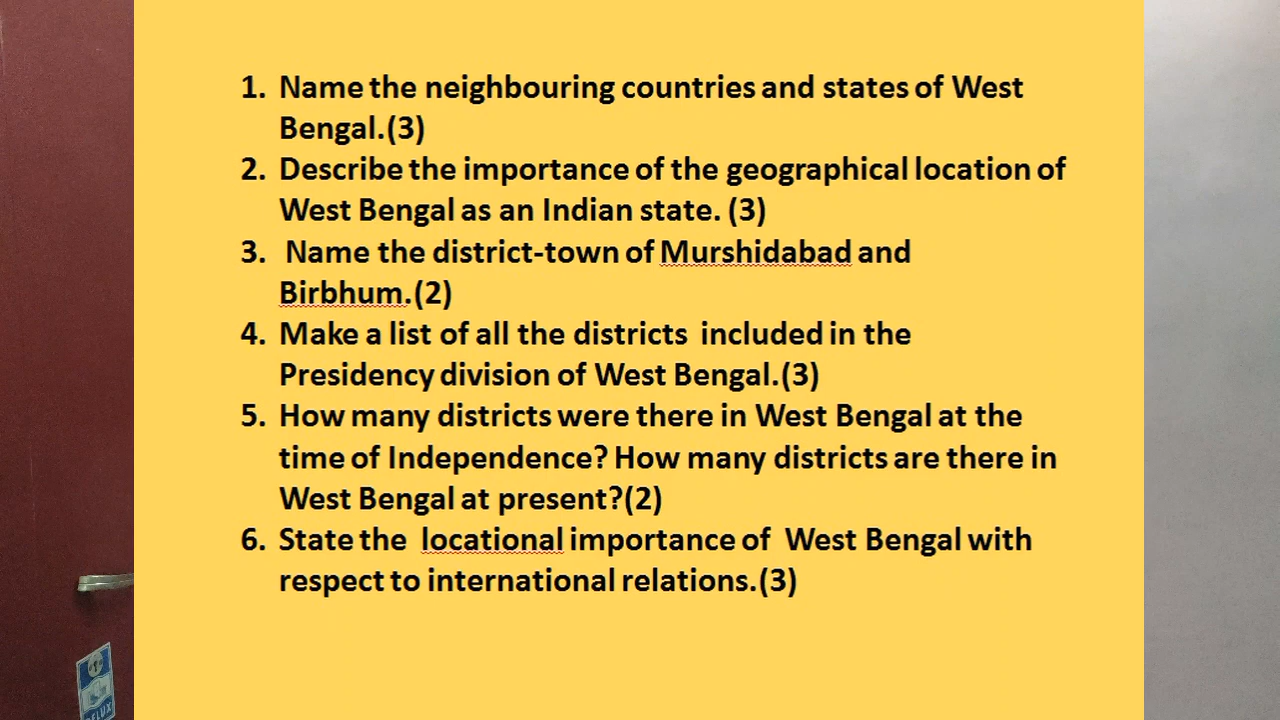 1. Name the neighbouring countries and states of West
Bengal.(3)
2. Describe the importance of the geographical location of
West Bengal as an Indian state. (3)
3. Name the district-town of Murshidabad and
Birbhum.(2)
4. Make a list of all the districts included in the
Presidency division of West Bengal.(3)
5. How many districts were there in West Bengal at the
time of Independence? How many districts are there in
West Bengal at present?(2)
6. State the locational importance of West Bengal with
respect to international relations.(3)